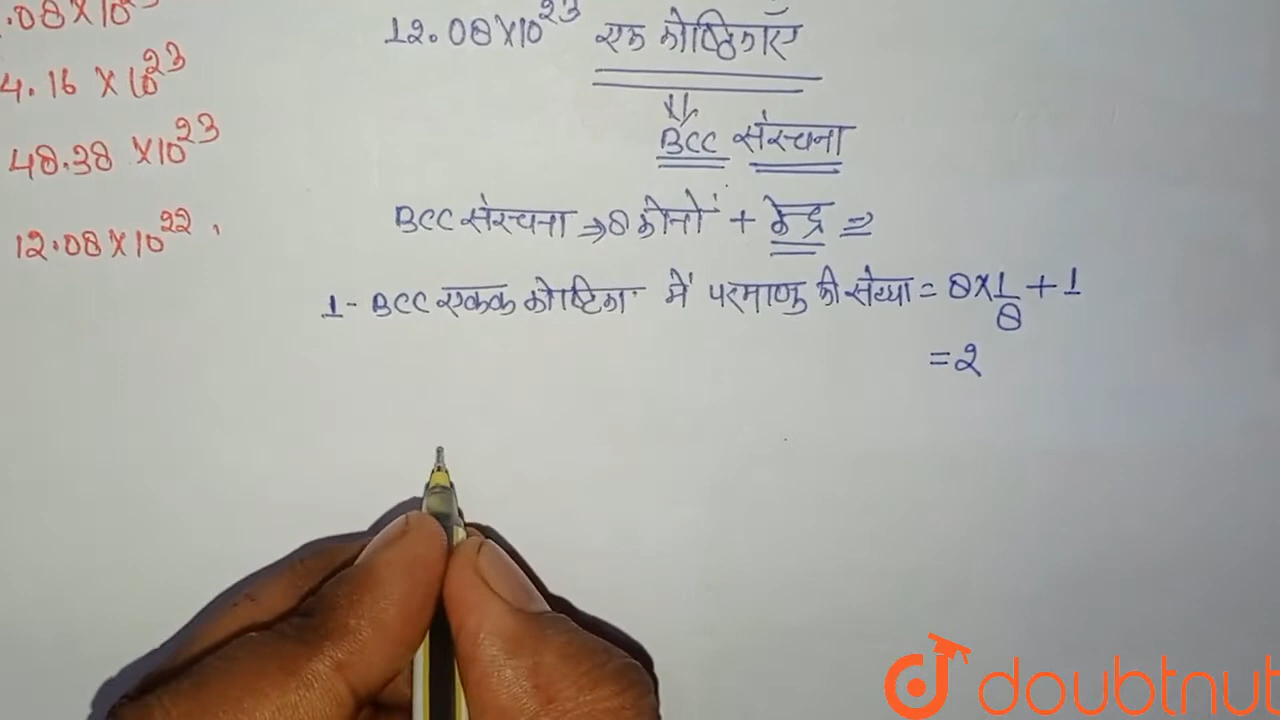 .08×10²³
4.16 ×10²³
48.38 ×10²³
12.08×10²² .
12.08×10²³ एक कोष्ठिकाएँ
BCC संरचना
BCC संरचना ⇒ 8 कोनों + केन्द्र =
1- BCC एकक कोष्ठिका में परमाणु की संख्या = 8×1/8 + 1
= 2
doubtnut